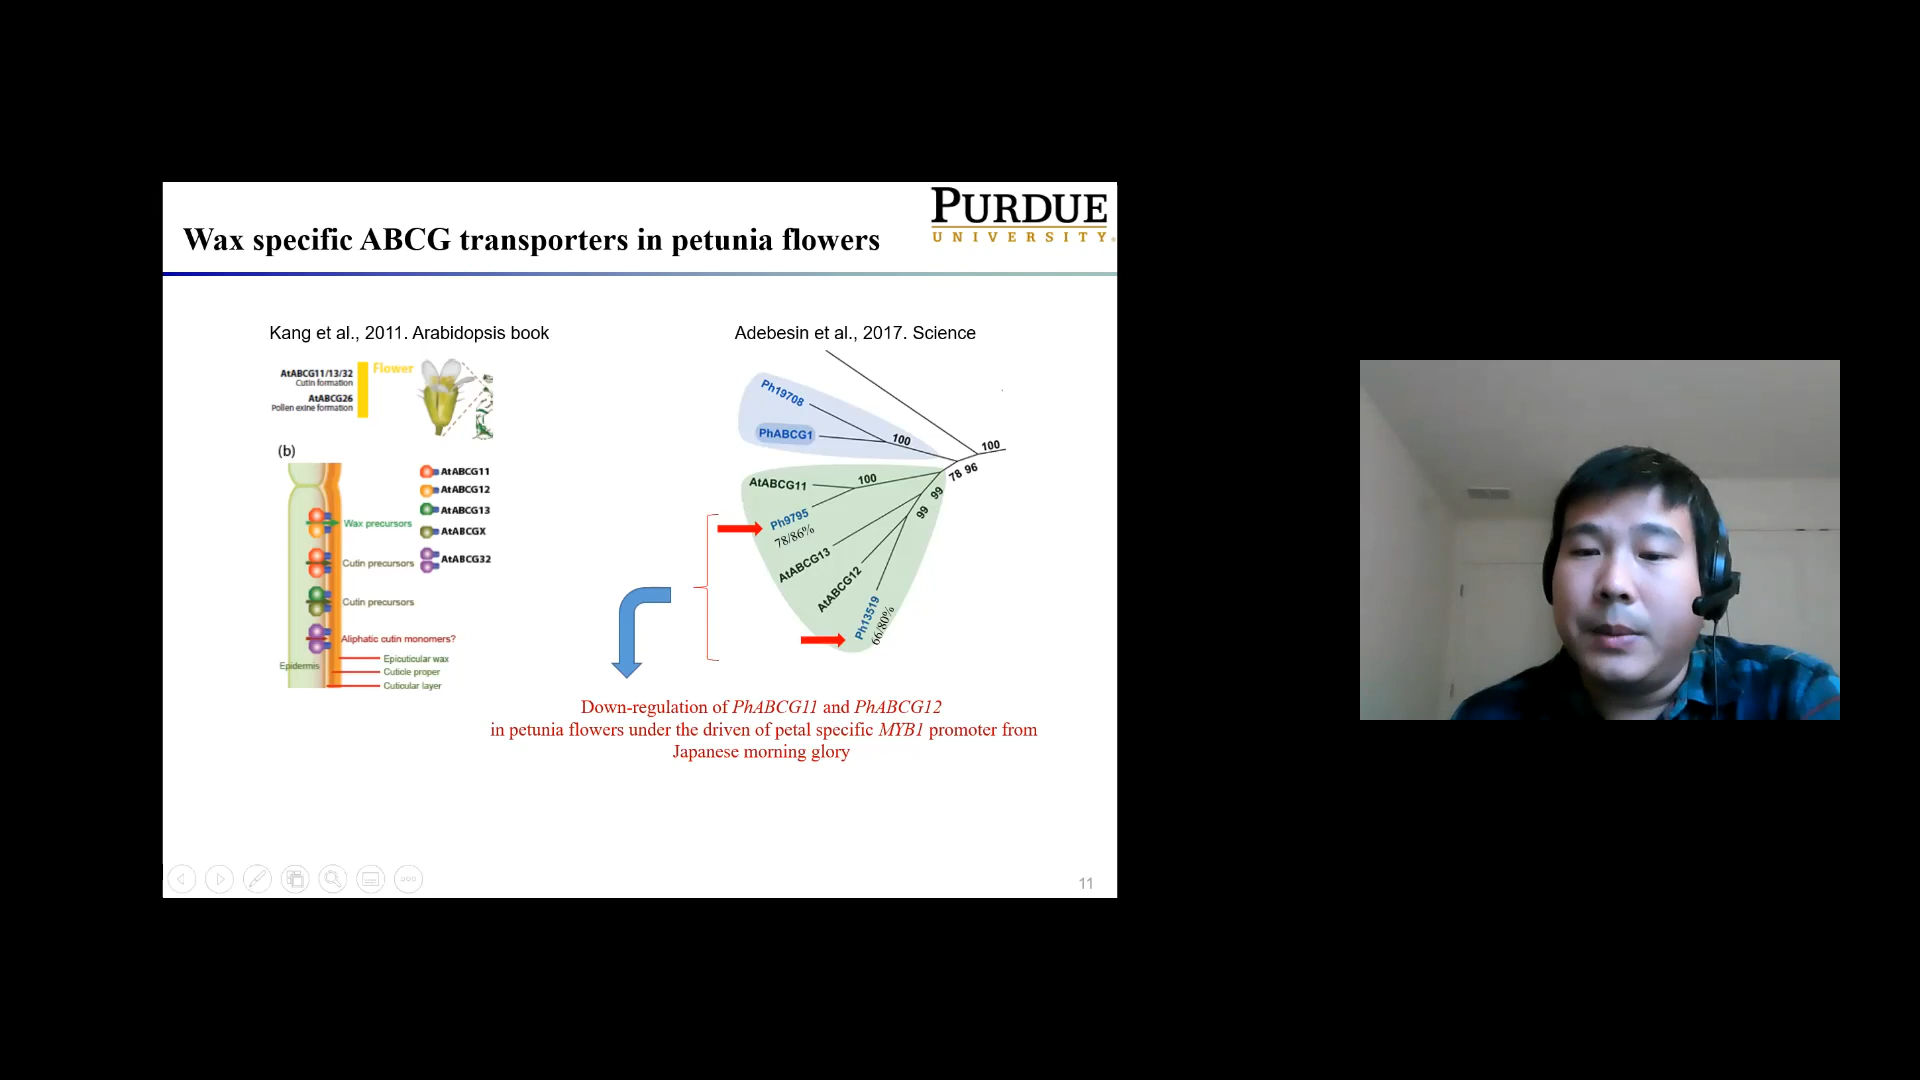 PURDUE
UNIVERSITY
Wax specific ABCG transporters in petunia flowers
Kang et al., 2011. Arabidopsis book
AtABCG11/13/32
Cutin formation
AtABCG26
Pollen exine formation
Flower
(b)
AtABCG11
AtABCG12
AtABCG13
AtABCGX
AtABCG32
Wax precursors
Cutin precursors
Cutin precursors
Aliphatic cutin monomers?
Epidermis
Epicuticular wax
Cuticle proper
Cuticular layer
Adebesin et al., 2017. Science
Ph19708
PhABCG1
100
100
78 96
AtABCG11
100
99
99
Ph9795
78/86%
AtABCG13
AtABCG12
Ph13519
66/80%
Down-regulation of PhABCG11 and PhABCG12
in petunia flowers under the driven of petal specific MYB1 promoter from
Japanese morning glory
11